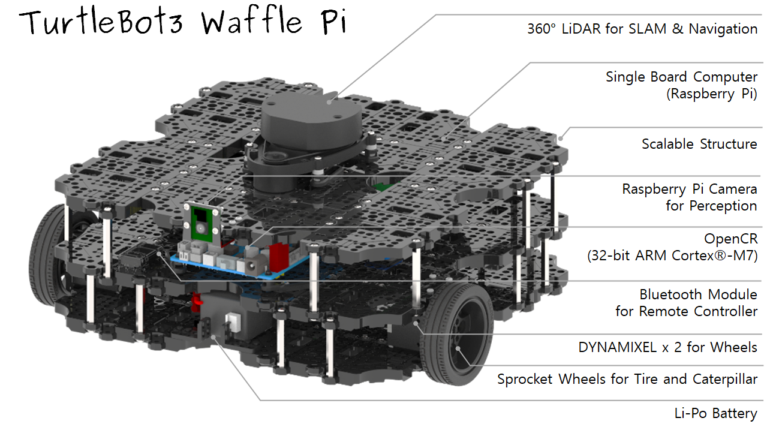 TurtleBot3 Waffle Pi
360° LiDAR for SLAM & Navigation
Single Board Computer
(Raspberry Pi)
Scalable Structure
Raspberry Pi Camera
for Perception
OpenCR
(32-bit ARM Cortex®-M7)
Bluetooth Module
for Remote Controller
DYNAMIXEL x 2 for Wheels
Sprocket Wheels for Tire and Caterpillar
Li-Po Battery